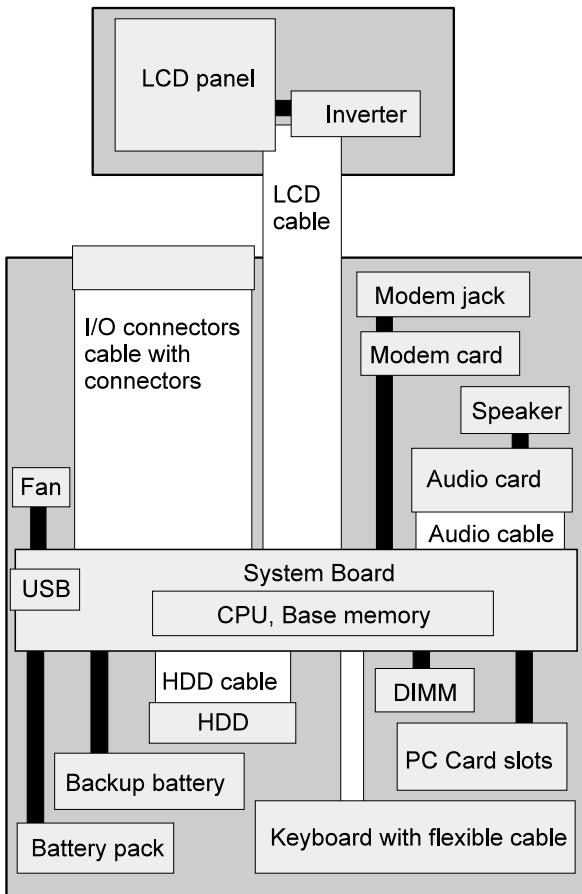 LCD panel
Inverter
LCD
cable
I/O connectors
cable with
connectors
Modem jack
Modem card
Speaker
Audio card
Fan
Audio cable
System Board
USB
CPU, Base memory
HDD cable
DIMM
HDD
PC Card slots
Backup battery
Keyboard with flexible cable
Battery pack